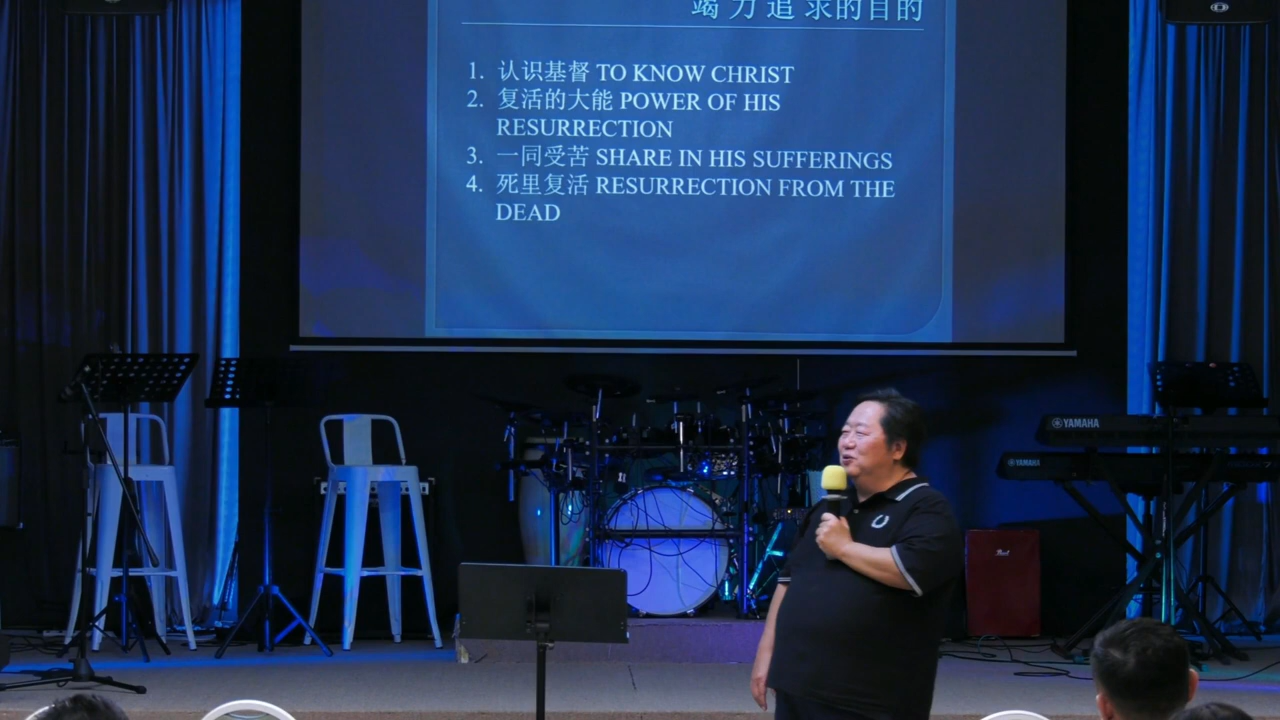 竭力追求的目的
1. 认识基督 TO KNOW CHRIST
2. 复活的大能 POWER OF HIS
RESURRECTION
3. 一同受苦 SHARE IN HIS SUFFERINGS
4. 死里复活 RESURRECTION FROM THE
DEAD
YAMAHA
YAMAHA
Pearl